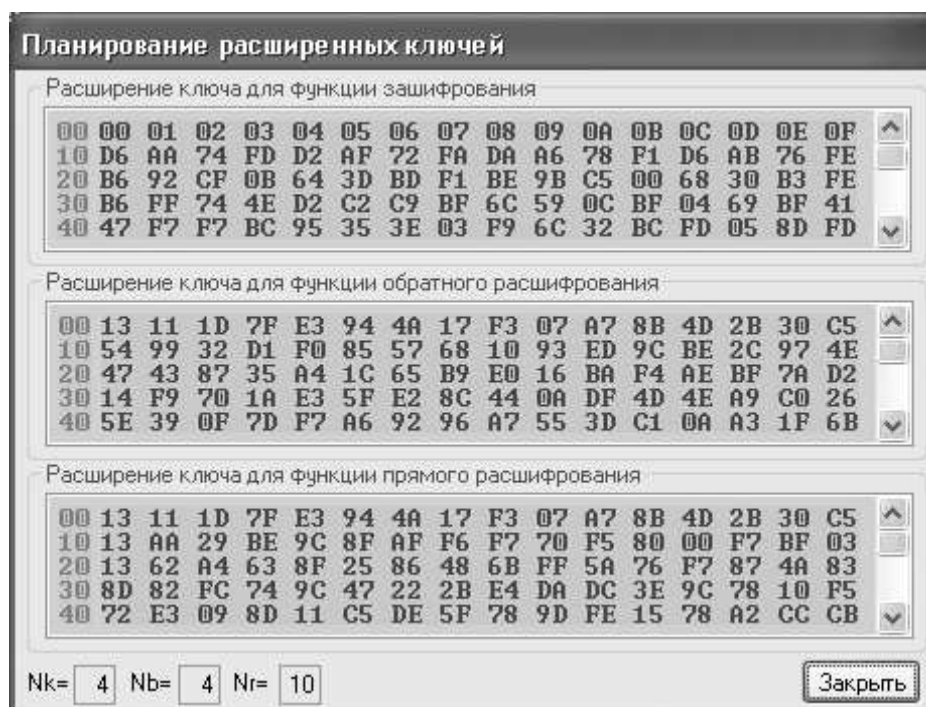 Планирование расширенных ключей
Расширение ключа для функции зашифрования
00 00 01 02 03 04 05 06 07 08 09 0A 0B 0C 0D 0E 0F
10 D6 AA 74 FD D2 AF 72 FA DA A6 78 F1 D6 AB 76 FE
20 B6 92 CF 0B 64 3D BD F1 BE 9B C5 00 68 30 B3 FE
30 B6 FF 74 4E D2 C2 C9 BF 6C 59 0C BF 04 69 BF 41
40 47 F7 F7 BC 95 35 3E 03 F9 6C 32 BC FD 05 8D FD
Расширение ключа для функции обратного расшифрования
00 13 11 1D 7F E3 94 4A 17 F3 07 A7 8B 4D 2B 30 C5
10 54 99 32 D1 F0 85 57 68 10 93 ED 9C BE 2C 97 4E
20 47 43 87 35 A4 1C 65 B9 E0 16 BA F4 AE BF 7A D2
30 14 F9 70 1A E3 5F E2 8C 44 0A DF 4D 4E A9 C0 26
40 5E 39 0F 7D F7 A6 92 96 A7 55 3D C1 0A A3 1F 6B
Расширение ключа для функции прямого расшифрования
00 13 11 1D 7F E3 94 4A 17 F3 07 A7 8B 4D 2B 30 C5
10 13 AA 29 BE 9C 8F AF F6 F7 70 F5 80 00 F7 BF 03
20 13 62 A4 63 8F 25 86 48 6B FF 5A 76 F7 87 4A 83
30 8D 82 FC 74 9C 47 22 2B E4 DA DC 3E 9C 78 10 F5
40 72 E3 09 8D 11 C5 DE 5F 78 9D FE 15 78 A2 CC CB
Nk= 4 Nb= 4 Nr= 10 Закрыть